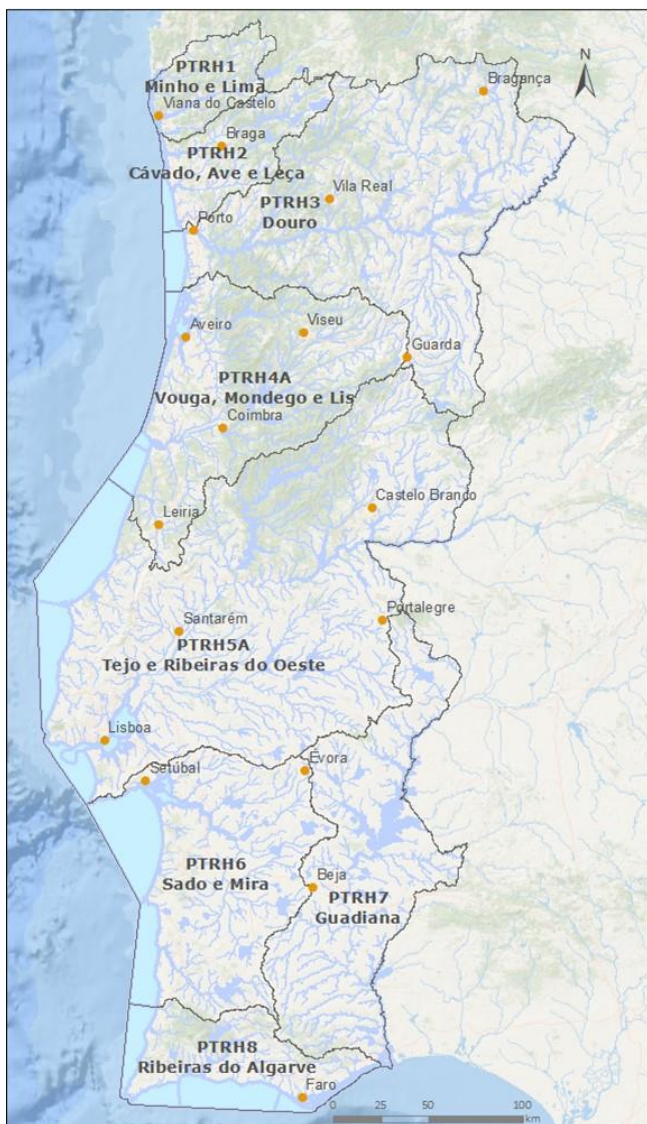 N
PTRH1
Minho e Lima
Viana do Castelo
Bragança
Braga
PTRH2
Cávado, Ave e Leça
Vila Real
PTRH3
Douro
Porto
Aveiro
Viseu
Guarda
PTRH4A
Vouga, Mondego e Lis
Coimbra
Castelo Branco
Leiria
Portalegre
Santarém
PTRH5A
Tejo e Ribeiras do Oeste
Lisboa
Setúbal
Évora
PTRH6
Sado e Mira
Beja
PTRH7
Guadiana
PTRH8
Ribeiras do Algarve
Faro
0 25 50 100
km